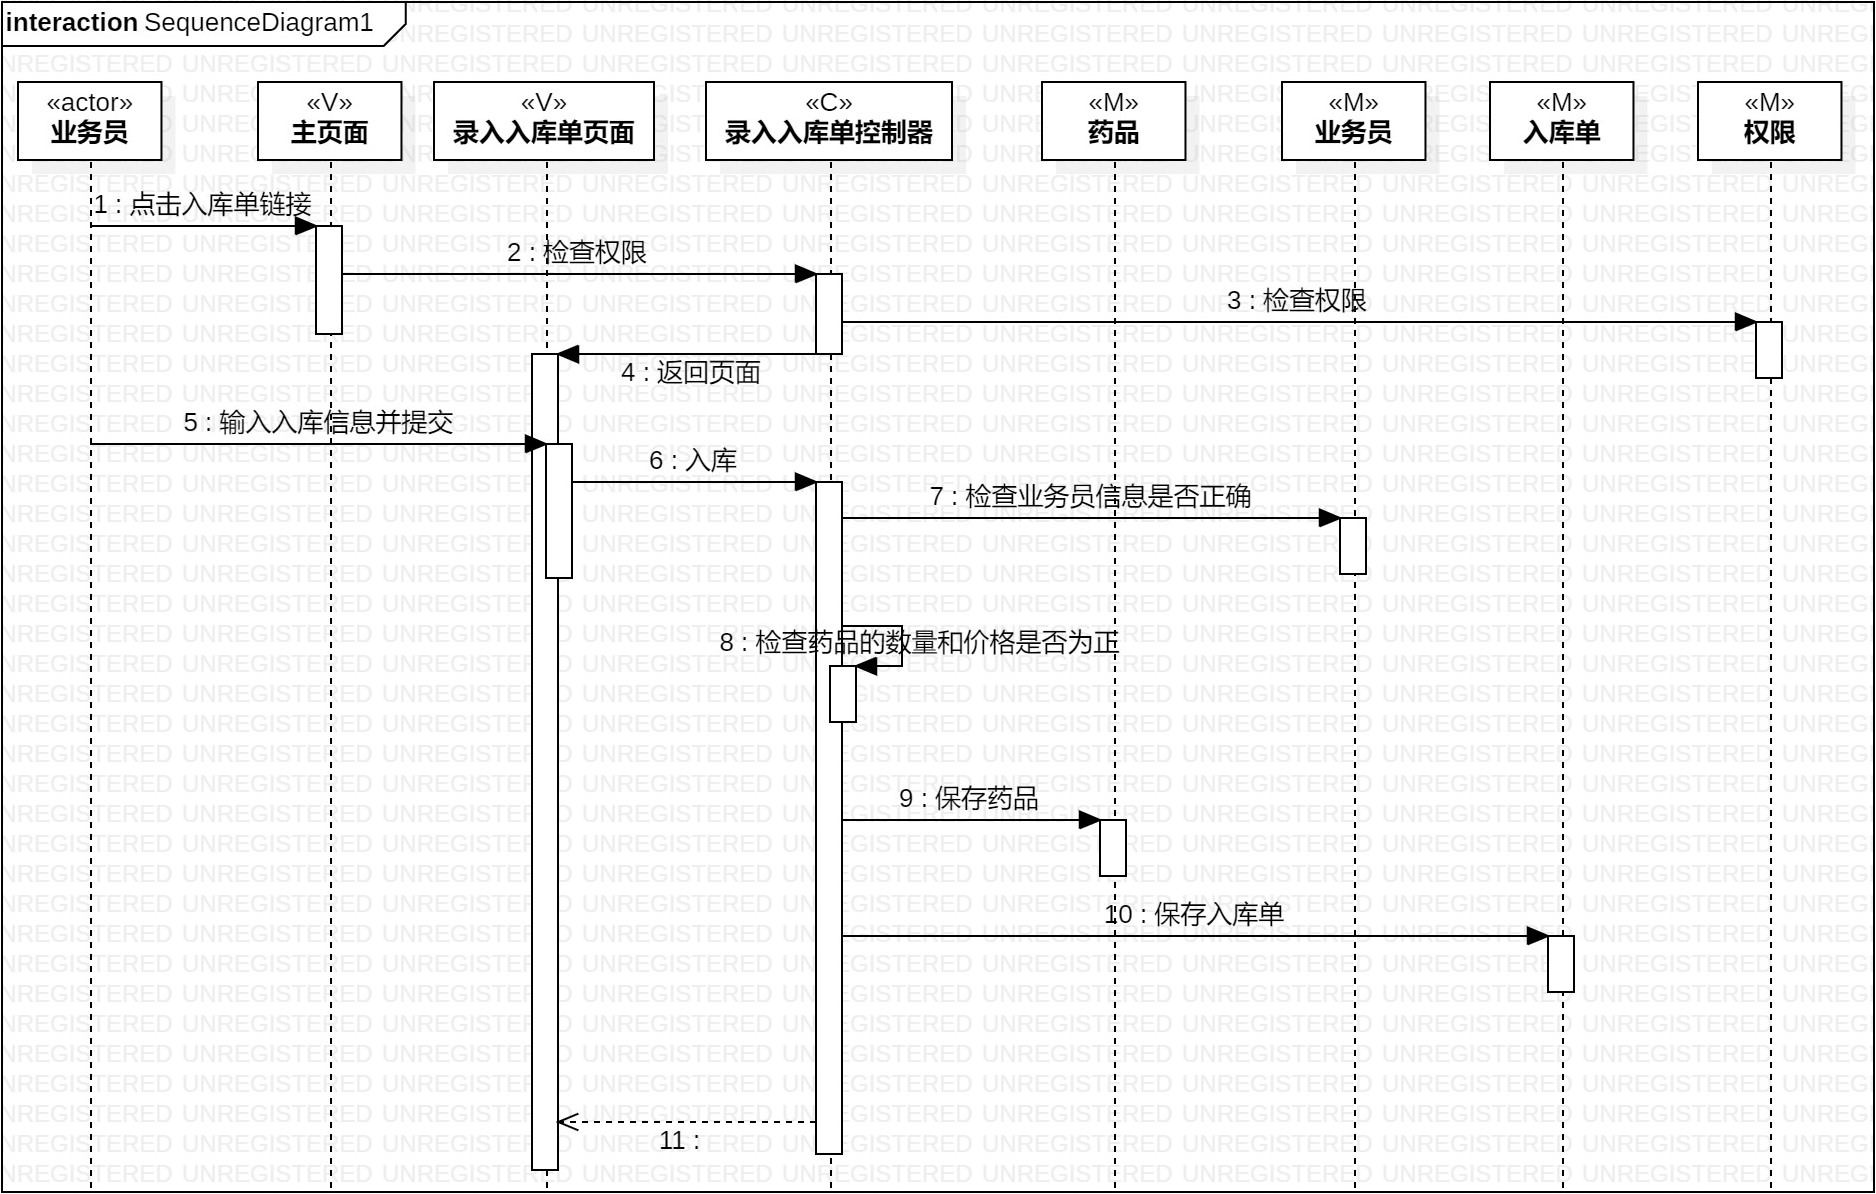 interaction SequenceDiagram1
«actor»
业务员
«V»
主页面
«V»
录入入库单页面
«C»
录入入库单控制器
«M»
药品
«M»
业务员
«M»
入库单
«M»
权限
1 : 点击入库单链接
2 : 检查权限
3 : 检查权限
4 : 返回页面
5 : 输入入库信息并提交
6 : 入库
7 : 检查业务员信息是否正确
8 : 检查药品的数量和价格是否为正
9 : 保存药品
10 : 保存入库单
11 :
UNREGISTERED